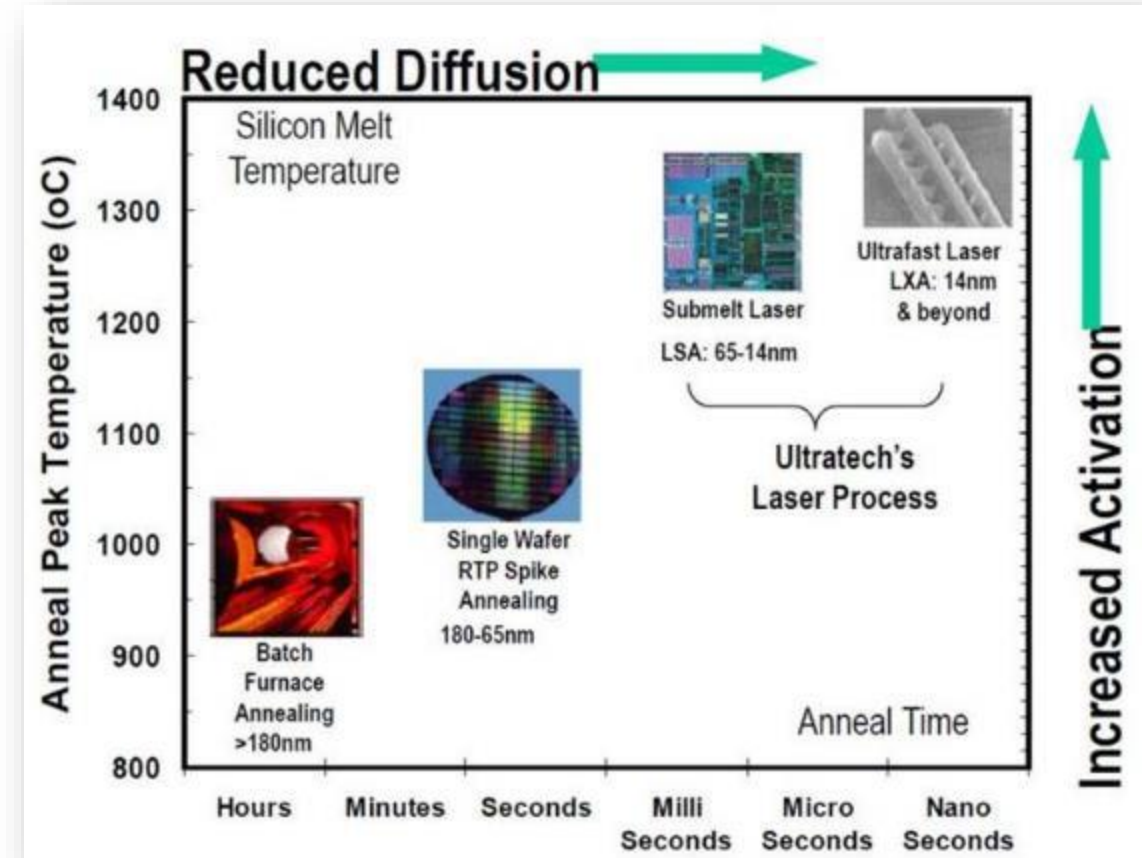 Reduced Diffusion
1400
1300
1200
1100
1000
900
800
Anneal Peak Temperature (oC)
Silicon Melt
Temperature
Batch
Furnace
Annealing
>180nm
Single Wafer
RTP Spike
Annealing
180-65nm
Submelt Laser
LSA: 65-14nm
Ultrafast Laser
LXA: 14nm
& beyond
Ultratech's
Laser Process
Anneal Time
Hours
Minutes
Seconds
Milli
Seconds
Micro
Seconds
Nano
Seconds
Increased Activation